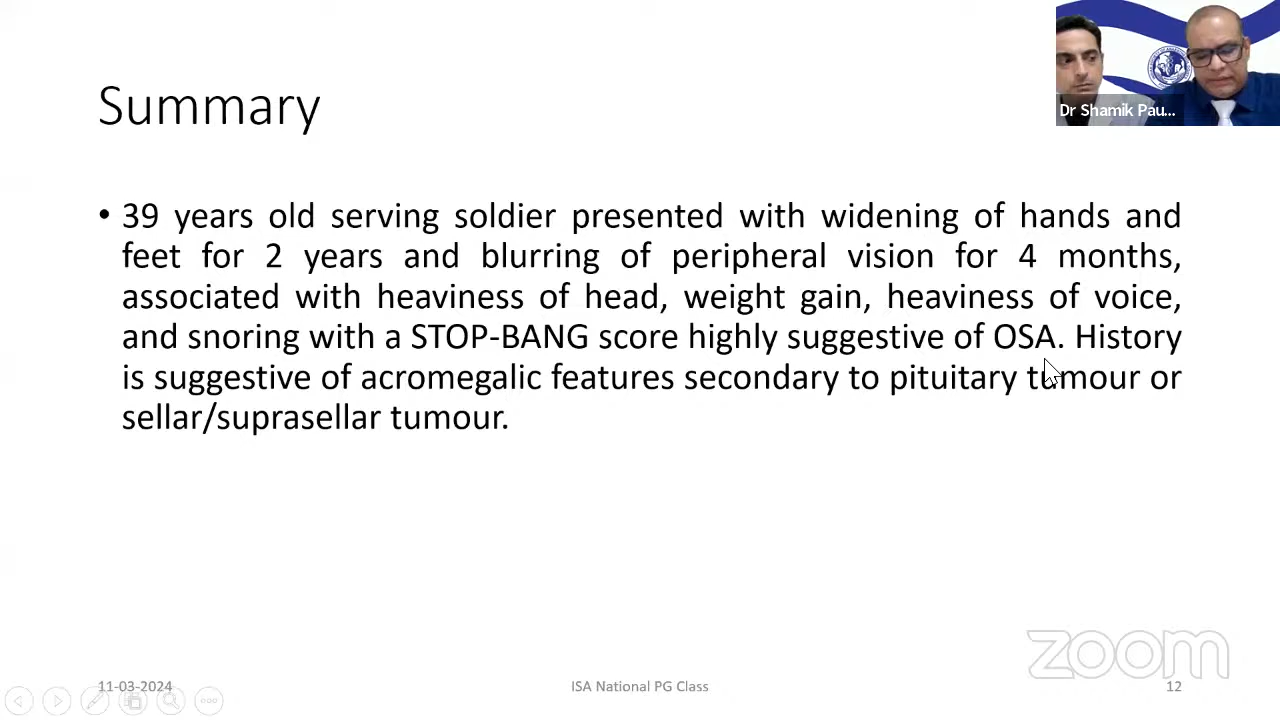 Dr Shamik Pau...
Summary
• 39 years old serving soldier presented with widening of hands and
feet for 2 years and blurring of peripheral vision for 4 months,
associated with heaviness of head, weight gain, heaviness of voice,
and snoring with a STOP-BANG score highly suggestive of OSA. History
is suggestive of acromegalic features secondary to pituitary tumour or
sellar/suprasellar tumour.
zoom
11-03-2024
ISA National PG Class
12